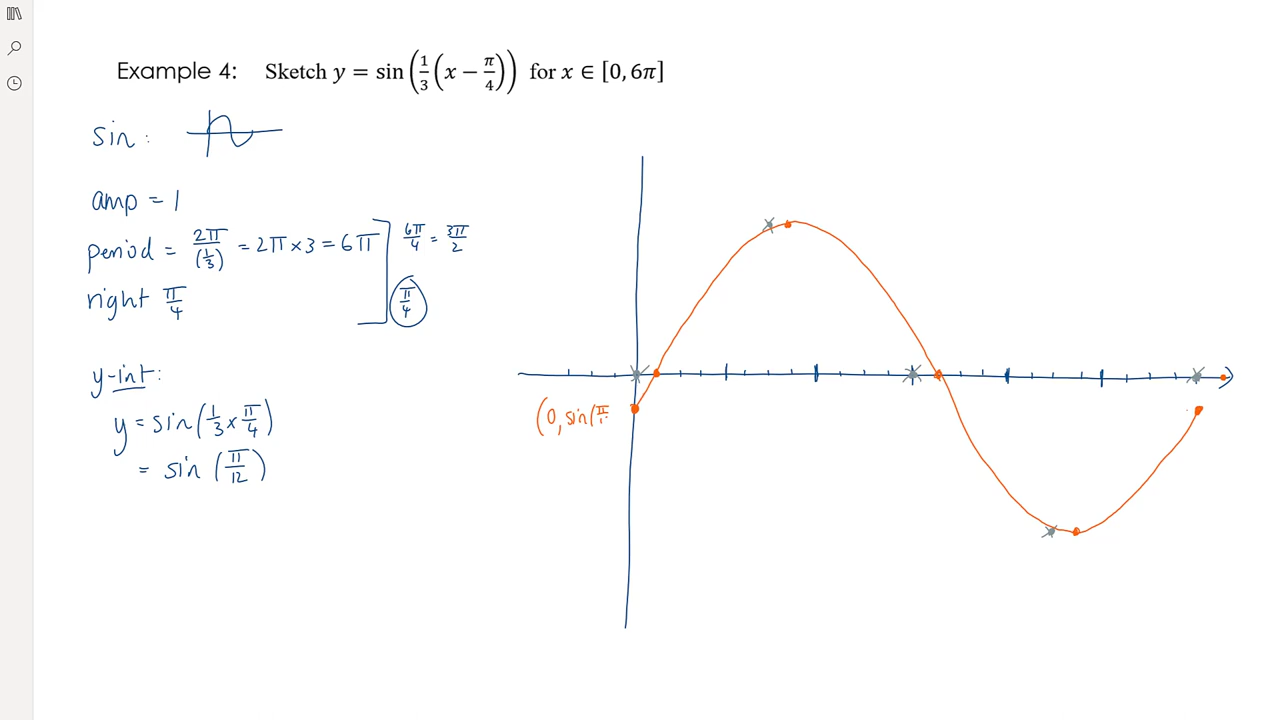 Example 4: Sketch y = sin(1/3(x − π/4)) for x ∈ [0, 6π]
sin:
amp = 1
period = 2π/(1/3) = 2π×3 = 6π 6π/4 = 3π/2
right π/4 π/4
y-int:
y = sin(1/3 × π/4)
= sin(π/12)
(0, sin(π/1